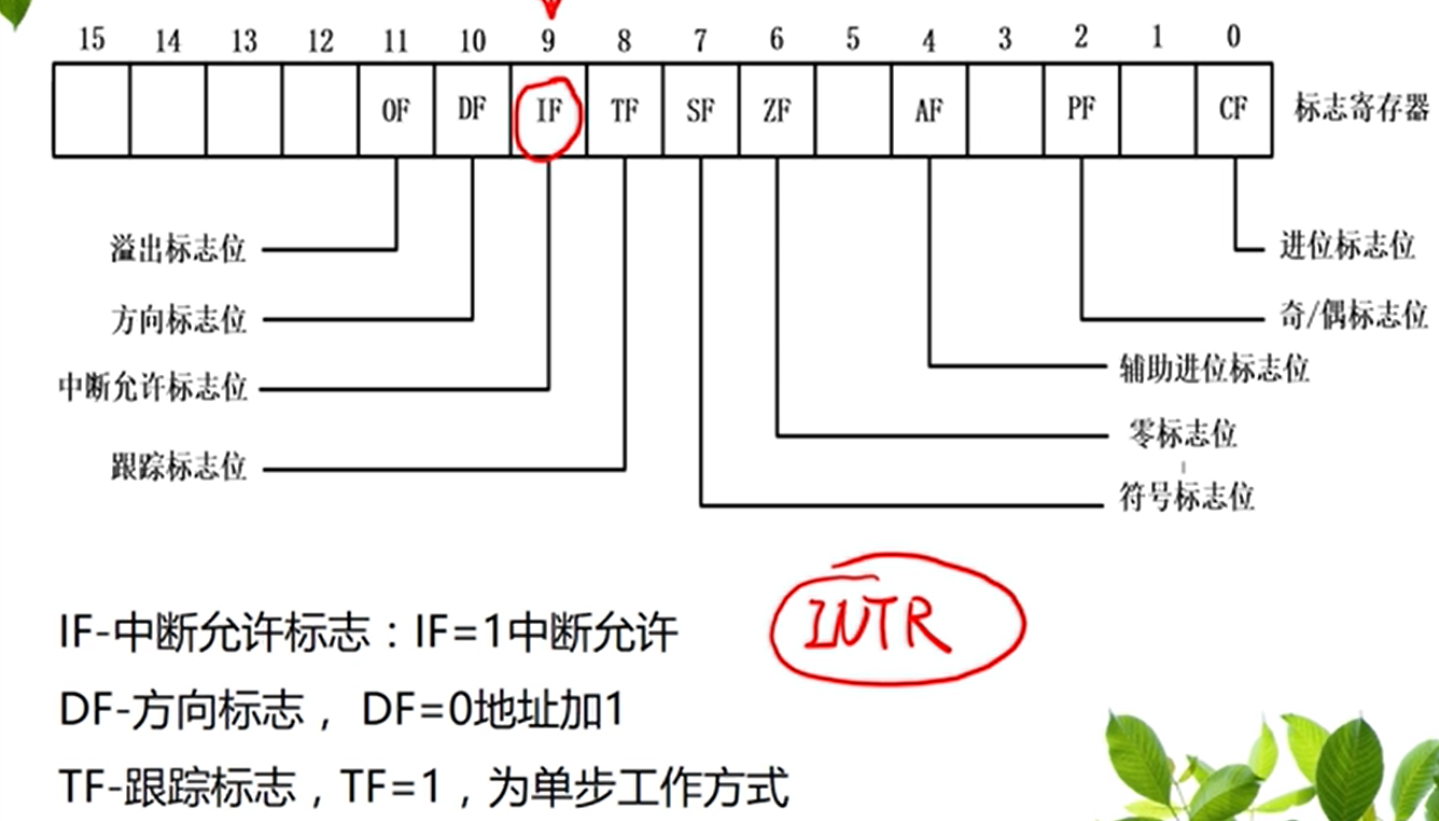 15 14 13 12 11 10 9 8 7 6 5 4 3 2 1 0
OF DF IF TF SF ZF AF PF CF 标志寄存器
溢出标志位
进位标志位
方向标志位
奇/偶标志位
中断允许标志位
辅助进位标志位
零标志位
跟踪标志位
符号标志位
IF-中断允许标志：IF=1中断允许
INTR
DF-方向标志， DF=0地址加1
TF-跟踪标志，TF=1，为单步工作方式